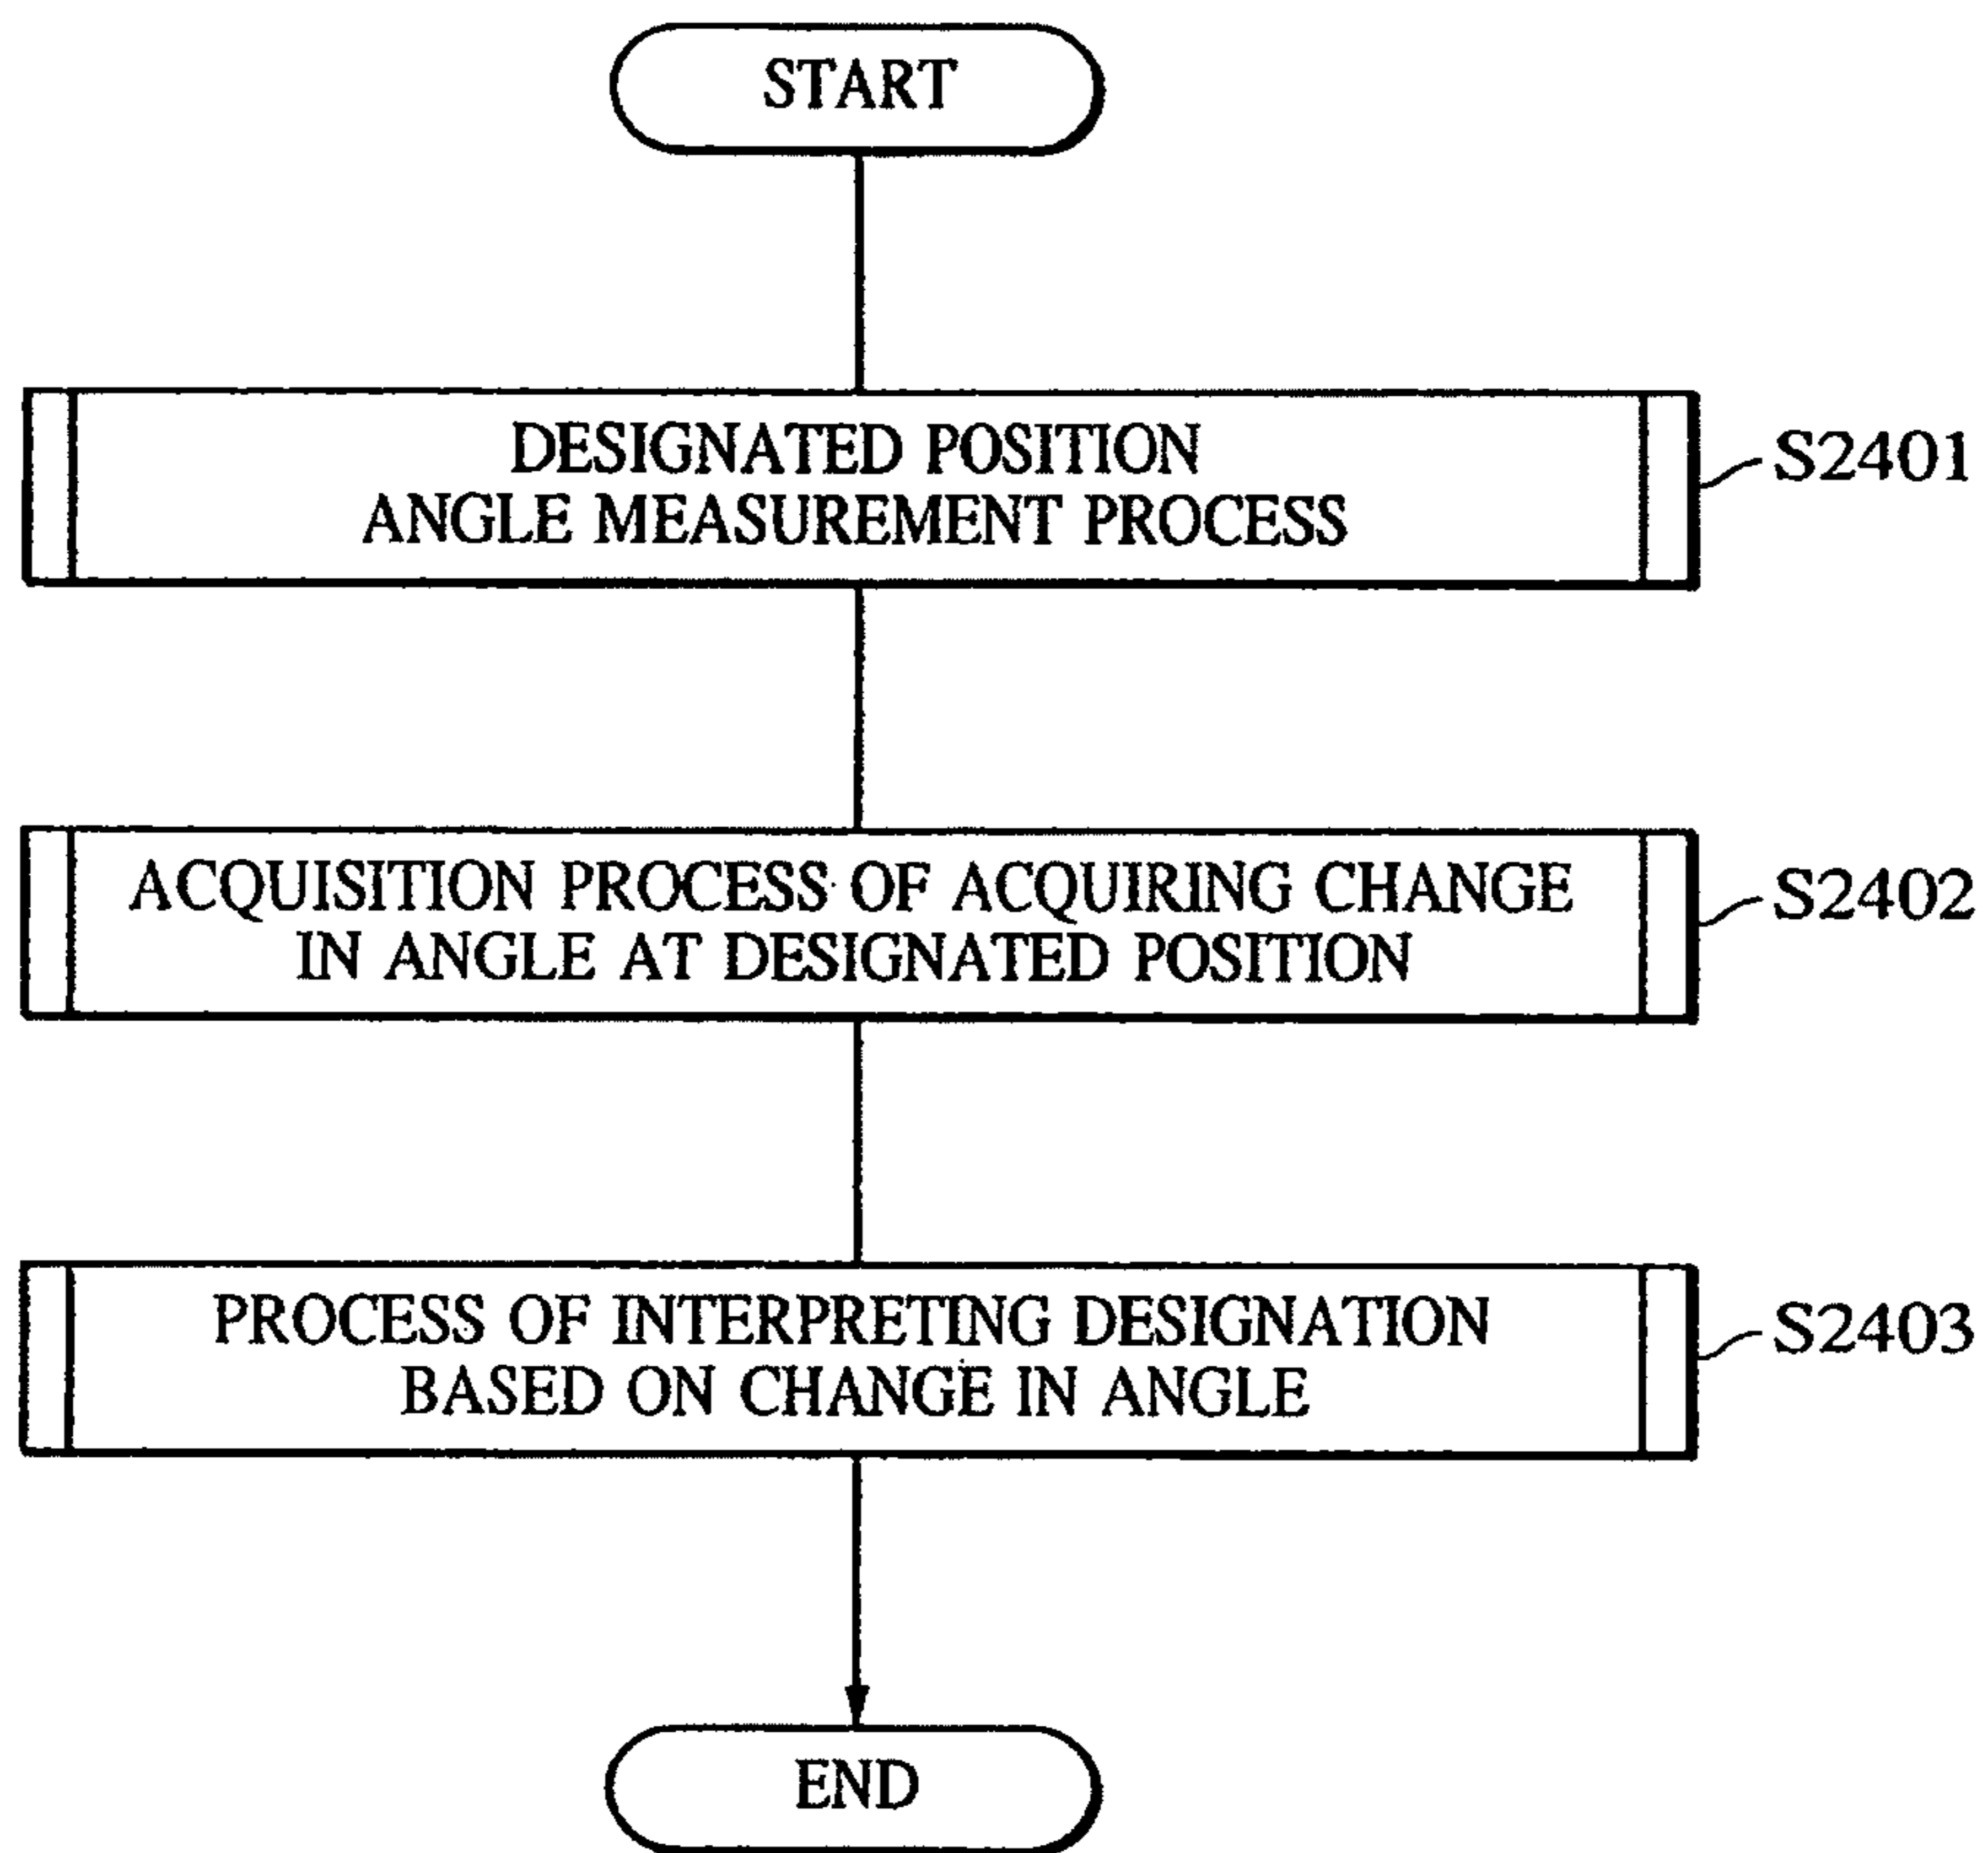 START
DESIGNATED POSITION
ANGLE MEASUREMENT PROCESS
S2401
ACQUISITION PROCESS OF ACQUIRING CHANGE
IN ANGLE AT DESIGNATED POSITION
S2402
PROCESS OF INTERPRETING DESIGNATION
BASED ON CHANGE IN ANGLE
S2403
END